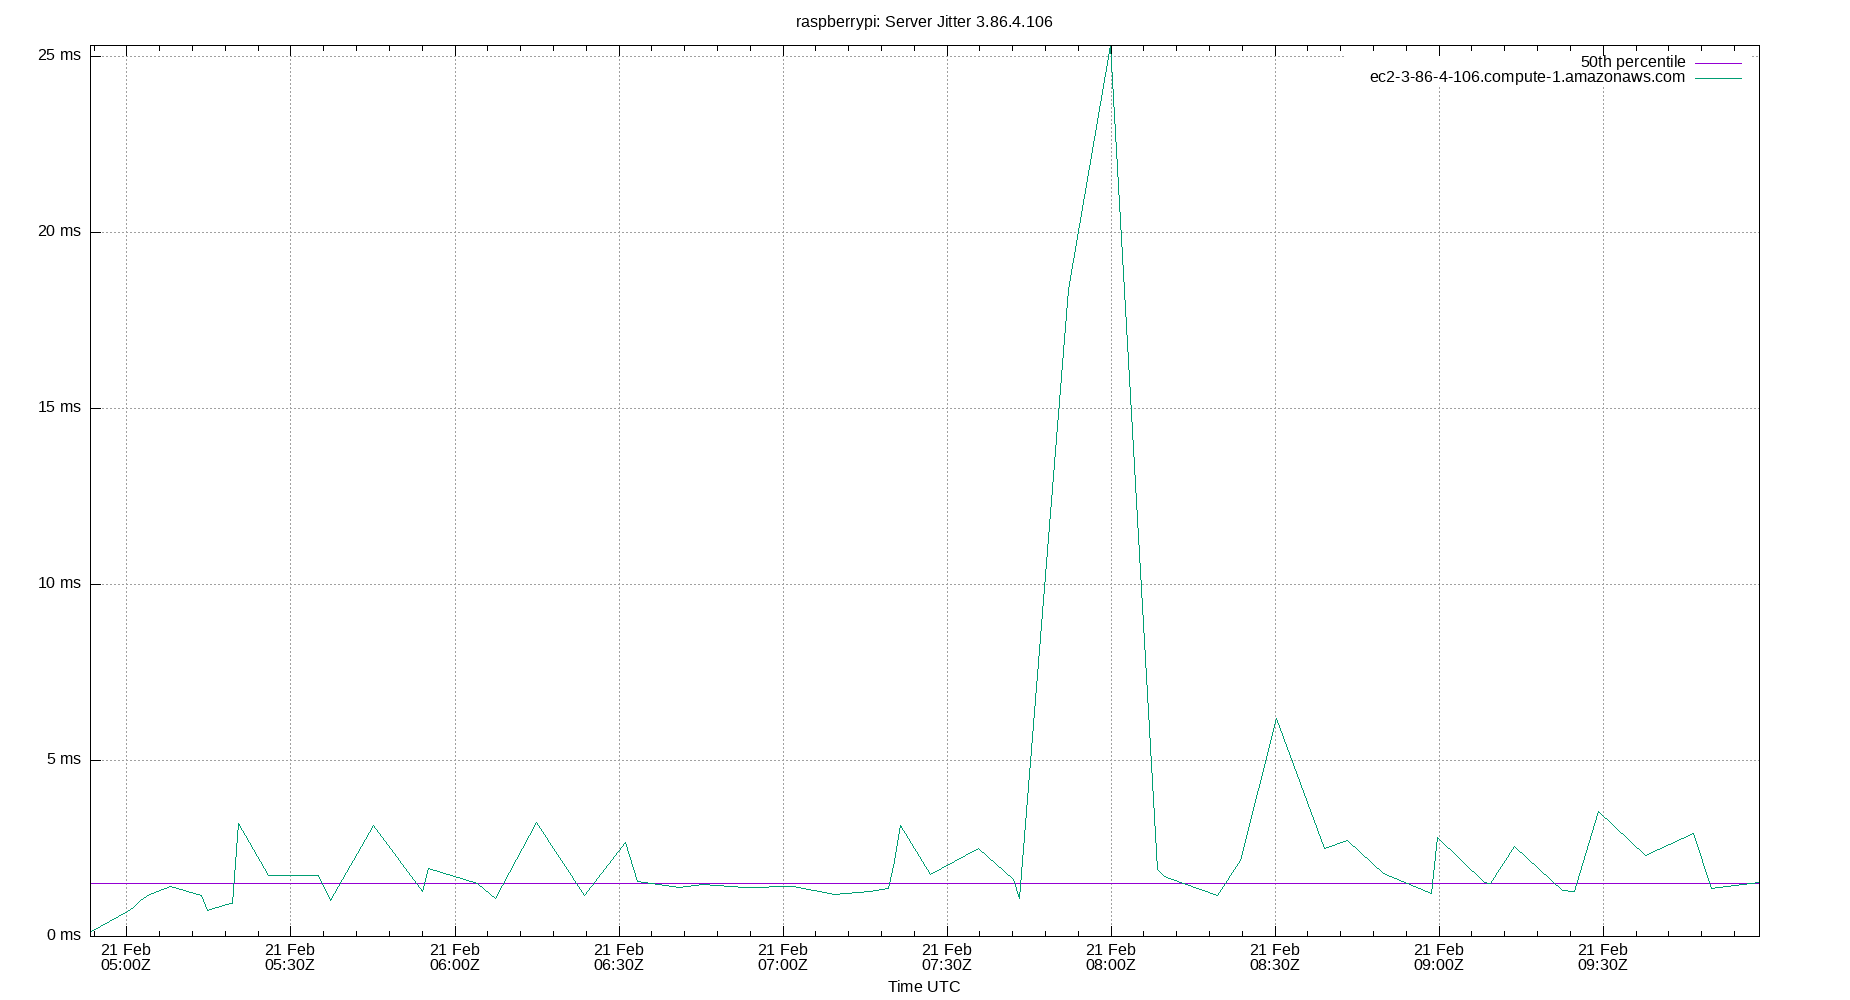 raspberrypi: Server Jitter 3.86.4.106
25 ms
20 ms
15 ms
10 ms
5 ms
0 ms
50th percentile
ec2-3-86-4-106.compute-1.amazonaws.com
21 Feb 21 Feb 21 Feb 21 Feb 21 Feb 21 Feb 21 Feb 21 Feb 21 Feb 21 Feb
05:00Z 05:30Z 06:00Z 06:30Z 07:00Z 07:30Z 08:00Z 08:30Z 09:00Z 09:30Z
Time UTC